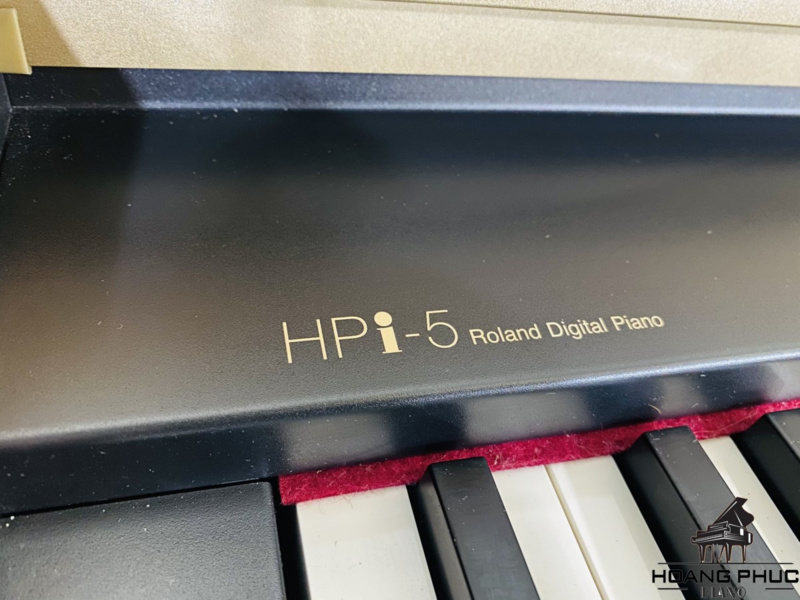 HPi-5 Roland Digital Piano
HOANG PHUC
PIANO